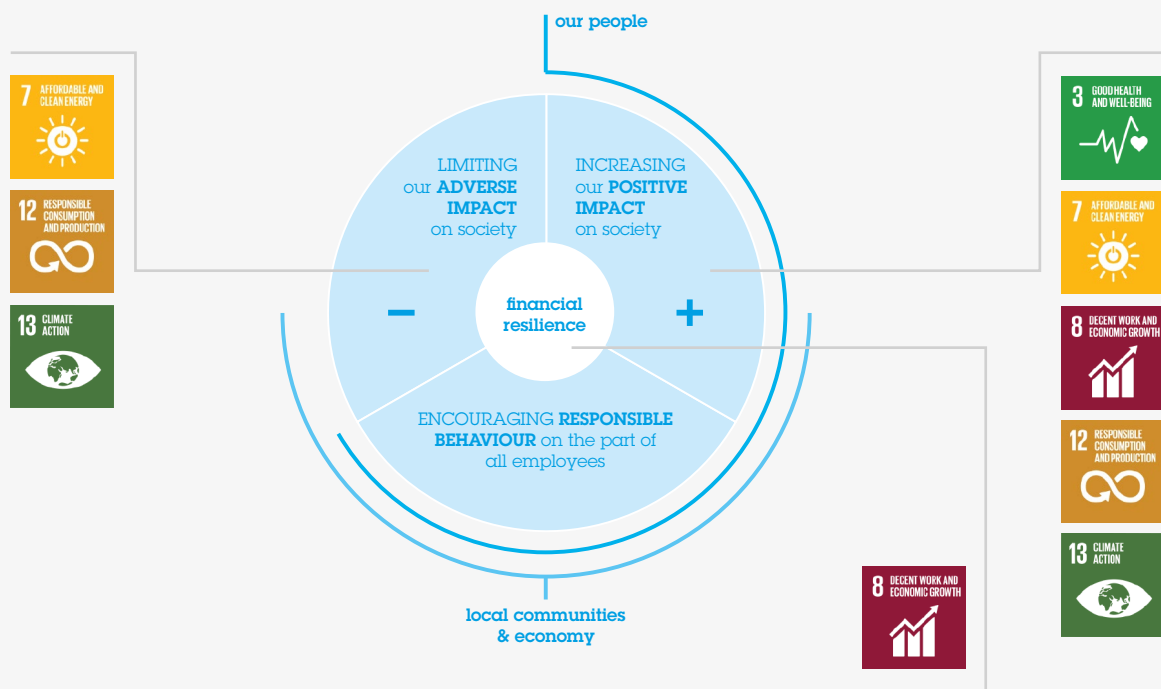 our people
7 AFFORDABLE AND
CLEAN ENERGY
12 RESPONSIBLE
CONSUMPTION
AND PRODUCTION
13 CLIMATE
ACTION
LIMITING
our ADVERSE
IMPACT
on society
−
INCREASING
our POSITIVE
IMPACT
on society
+
financial
resilience
ENCOURAGING RESPONSIBLE
BEHAVIOUR on the part of
all employees
local communities
& economy
3 GOOD HEALTH
AND WELL-BEING
7 AFFORDABLE AND
CLEAN ENERGY
8 DECENT WORK AND
ECONOMIC GROWTH
12 RESPONSIBLE
CONSUMPTION
AND PRODUCTION
13 CLIMATE
ACTION
8 DECENT WORK AND
ECONOMIC GROWTH